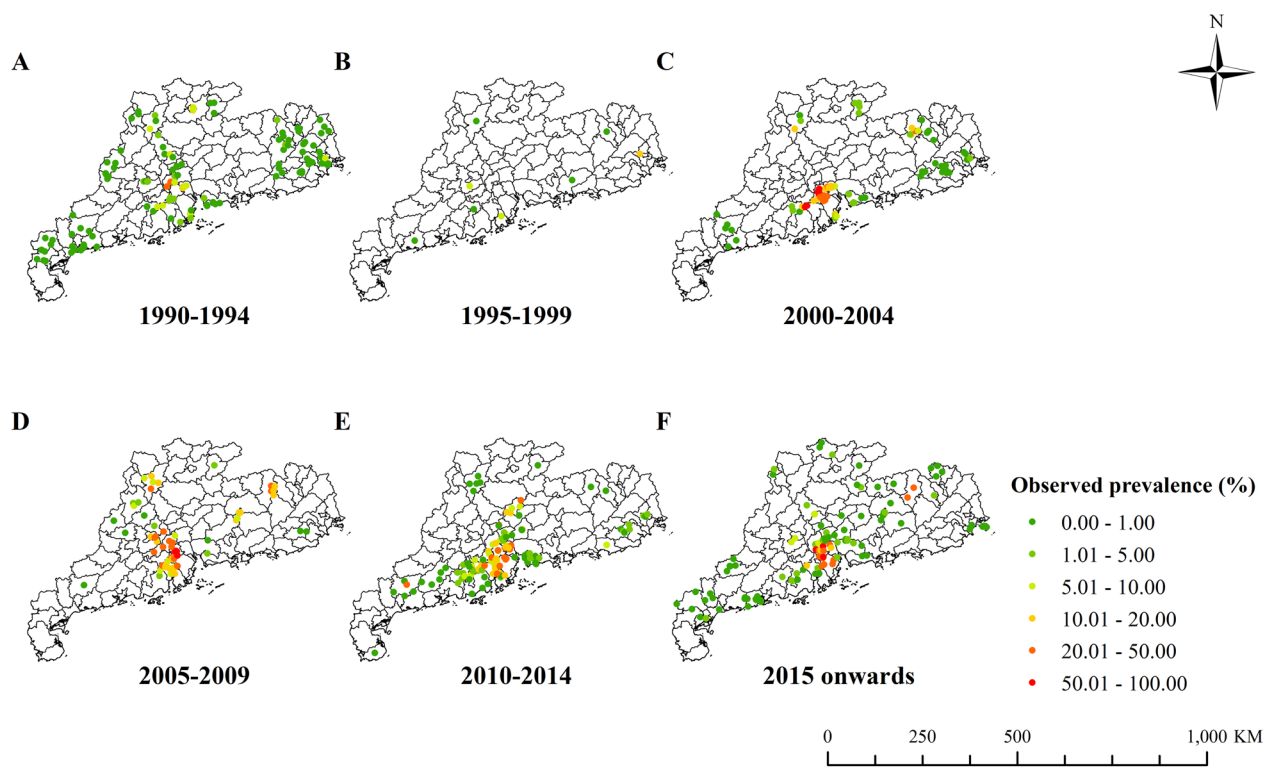 N
A
B
C
1990-1994
1995-1999
2000-2004
D
E
F
Observed prevalence (%)
0.00 - 1.00
1.01 - 5.00
5.01 - 10.00
10.01 - 20.00
20.01 - 50.00
50.01 - 100.00
2005-2009
2010-2014
2015 onwards
0 250 500 1,000 KM